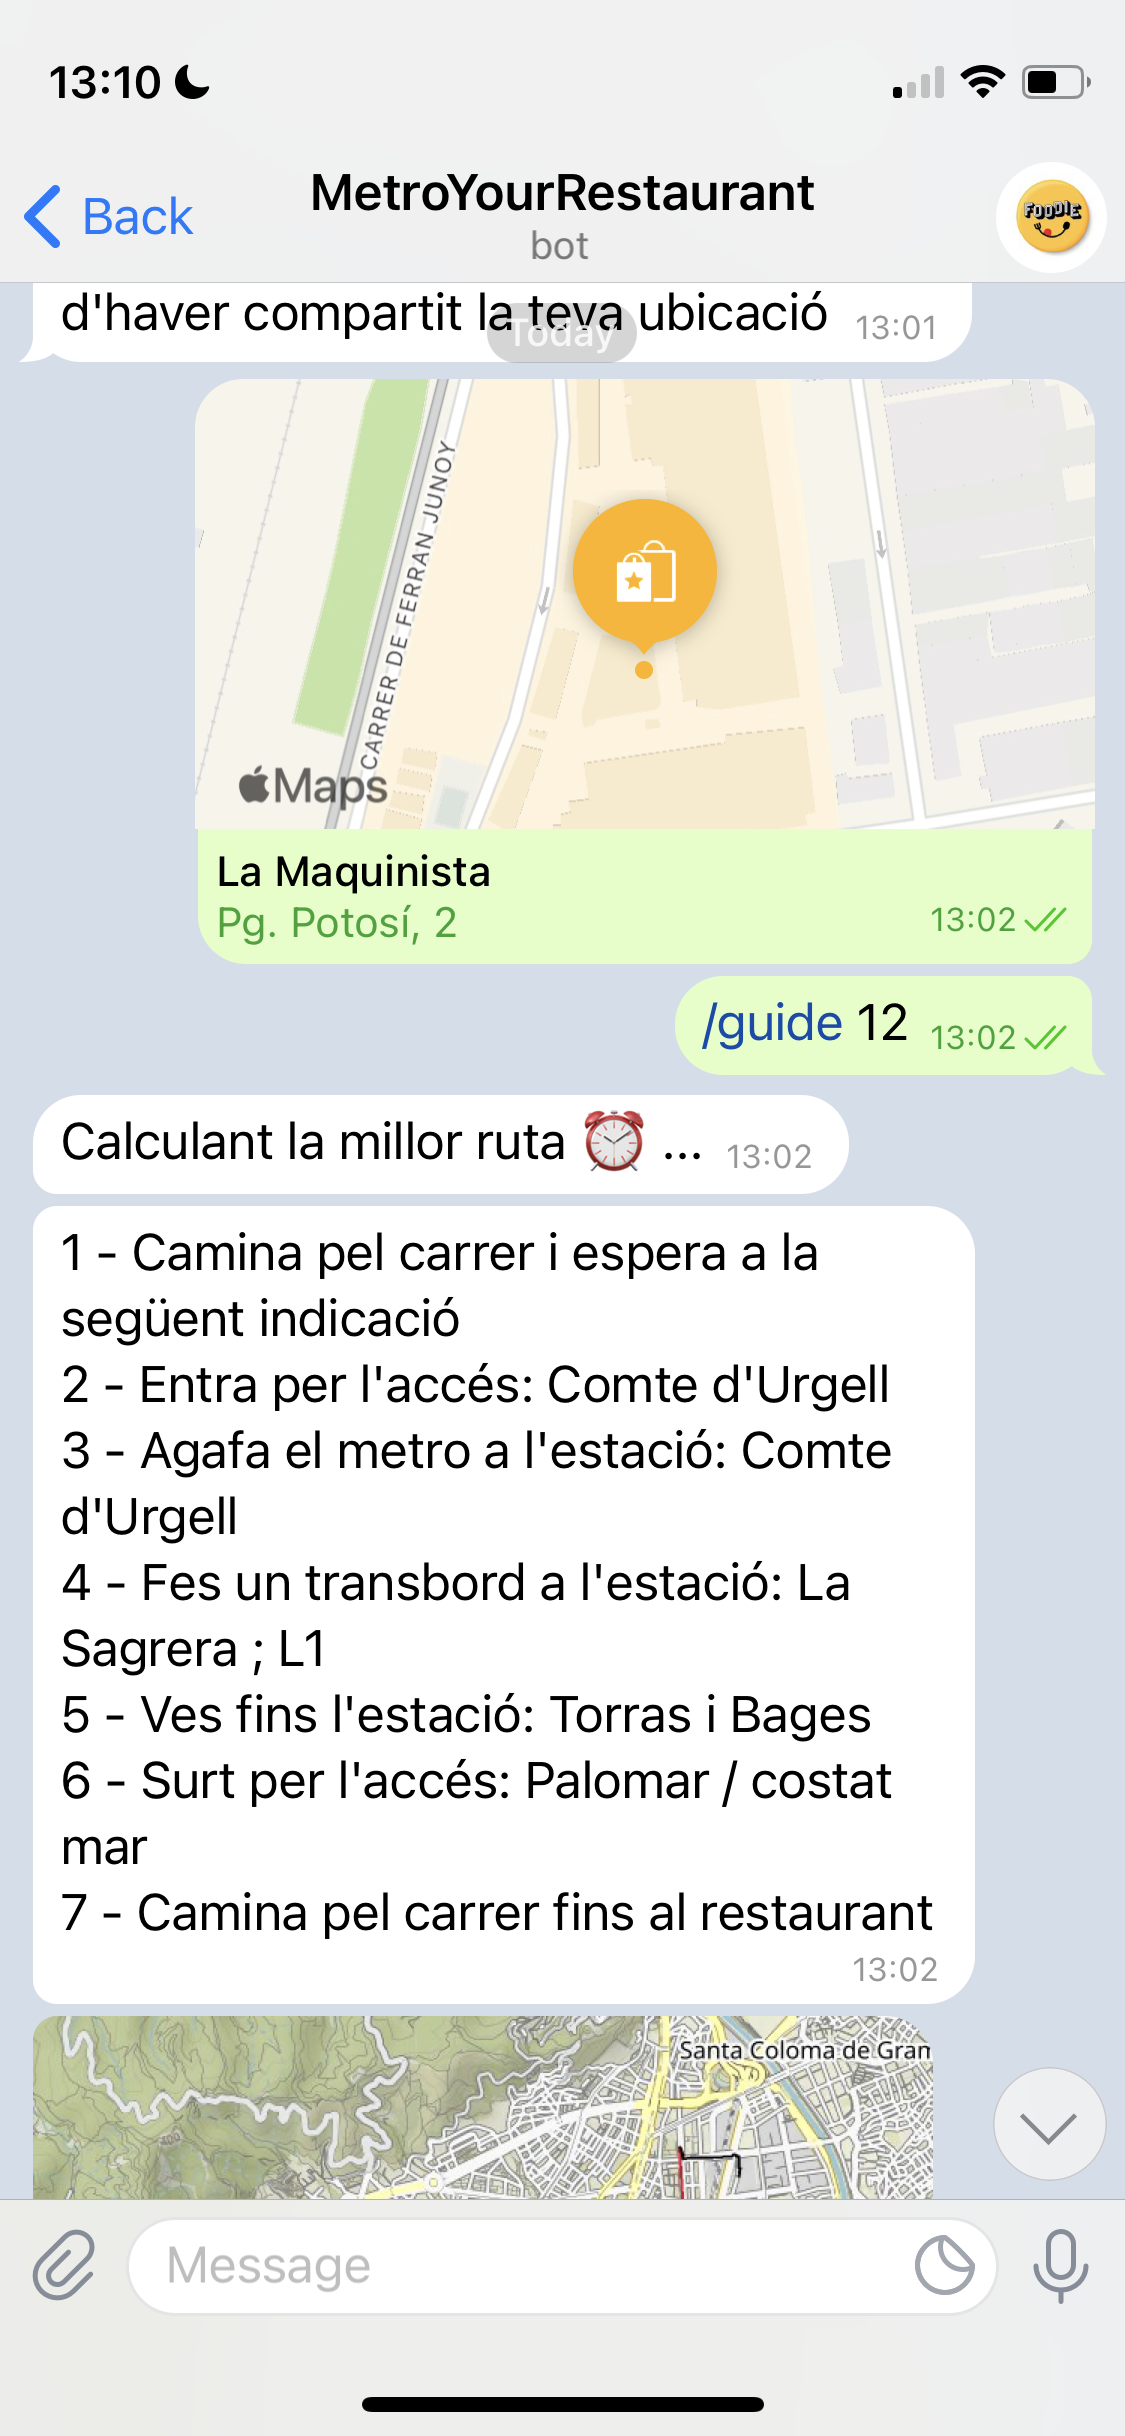 13:10
Back
MetroYourRestaurant
bot
FOODIE
d'haver compartit la teva ubicació 13:01
Today
CARRER DE FERRAN JUNOY
Maps
La Maquinista
Pg. Potosí, 2
13:02
/guide 12 13:02
Calculant la millor ruta ⏰ ... 13:02
1 - Camina pel carrer i espera a la
següent indicació
2 - Entra per l'accés: Comte d'Urgell
3 - Agafa el metro a l'estació: Comte
d'Urgell
4 - Fes un transbord a l'estació: La
Sagrera ; L1
5 - Ves fins l'estació: Torras i Bages
6 - Surt per l'accés: Palomar / costat
mar
7 - Camina pel carrer fins al restaurant
13:02
Santa Coloma de Gram
400
Message